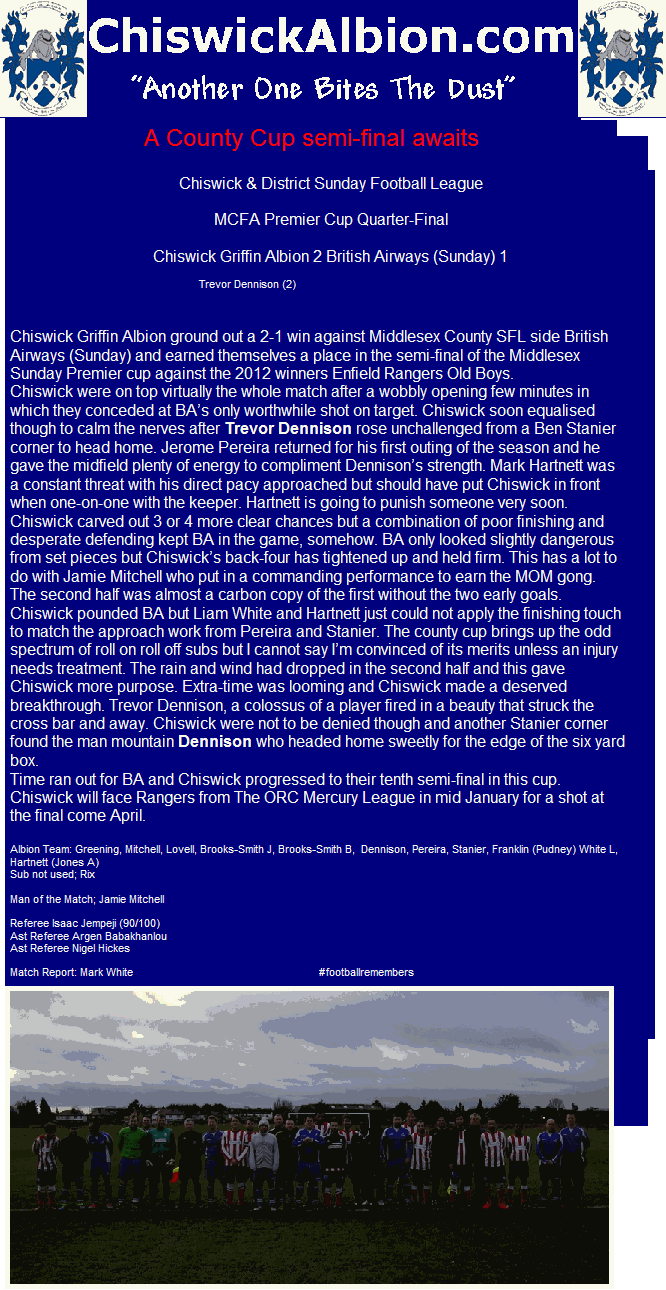 ChiswickAlbion.com
"Another One Bites The Dust"
A County Cup semi-final awaits
Chiswick & District Sunday Football League
MCFA Premier Cup Quarter-Final
Chiswick Griffin Albion 2 British Airways (Sunday) 1
Trevor Dennison (2)
Chiswick Griffin Albion ground out a 2-1 win against Middlesex County SFL side British
Airways (Sunday) and earned themselves a place in the semi-final of the Middlesex
Sunday Premier cup against the 2012 winners Enfield Rangers Old Boys.
Chiswick were on top virtually the whole match after a wobbly opening few minutes in
which they conceded at BA's only worthwhile shot on target. Chiswick soon equalised
though to calm the nerves after Trevor Dennison rose unchallenged from a Ben Stanier
corner to head home. Jerome Pereira returned for his first outing of the season and he
gave the midfield plenty of energy to compliment Dennison's strength. Mark Hartnett was
a constant threat with his direct pacy approached but should have put Chiswick in front
when one-on-one with the keeper. Hartnett is going to punish someone very soon.
Chiswick carved out 3 or 4 more clear chances but a combination of poor finishing and
desperate defending kept BA in the game, somehow. BA only looked slightly dangerous
from set pieces but Chiswick's back-four has tightened up and held firm. This has a lot to
do with Jamie Mitchell who put in a commanding performance to earn the MOM gong.
The second half was almost a carbon copy of the first without the two early goals.
Chiswick pounded BA but Liam White and Hartnett just could not apply the finishing touch
to match the approach work from Pereira and Stanier. The county cup brings up the odd
spectrum of roll on roll off subs but I cannot say I'm convinced of its merits unless an injury
needs treatment. The rain and wind had dropped in the second half and this gave
Chiswick more purpose. Extra-time was looming and Chiswick made a deserved
breakthrough. Trevor Dennison, a colossus of a player fired in a beauty that struck the
cross bar and away. Chiswick were not to be denied though and another Stanier corner
found the man mountain Dennison who headed home sweetly for the edge of the six yard
box.
Time ran out for BA and Chiswick progressed to their tenth semi-final in this cup.
Chiswick will face Rangers from The ORC Mercury League in mid January for a shot at
the final come April.
Albion Team: Greening, Mitchell, Lovell, Brooks-Smith J, Brooks-Smith B, Dennison, Pereira, Stanier, Franklin (Pudney) White L,
Hartnett (Jones A)
Sub not used; Rix
Man of the Match; Jamie Mitchell
Referee Isaac Jempeji (90/100)
Ast Referee Argen Babakhanlou
Ast Referee Nigel Hickes
Match Report: Mark White #footballremembers